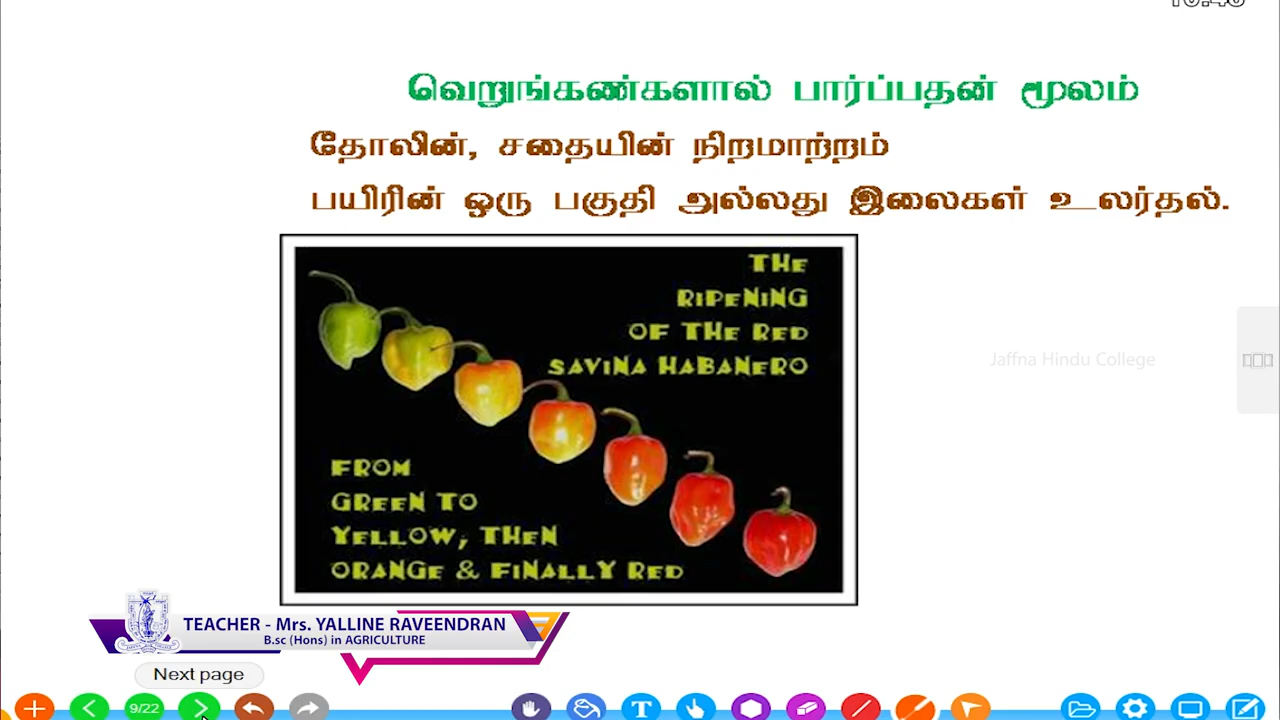 வெறுங்கண்களால் பார்ப்பதன் மூலம்
தோலின், சதையின் நிறமாற்றம்
பயிரின் ஒரு பகுதி அல்லது இலைகள் உலர்தல்.
THE
RIPENING
OF THE RED
SAVINA HABANERO
FROM
GREEN TO
YELLOW, THEN
ORANGE & FINALLY RED
Jaffna Hindu College
TEACHER - Mrs. YALLINE RAVEENDRAN
B.sc (Hons) in AGRICULTURE
Next page
9/22